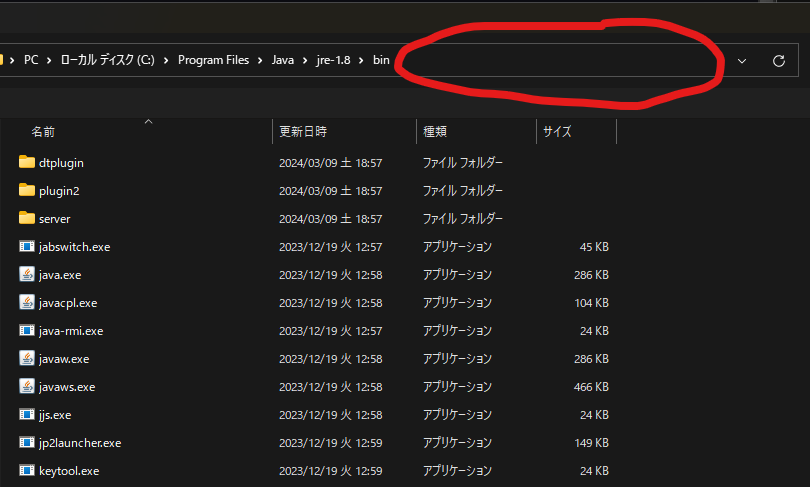 PC › ローカル ディスク (C:) › Program Files › Java › jre-1.8 › bin
名前 更新日時 種類 サイズ
dtplugin 2024/03/09 土 18:57 ファイル フォルダー
plugin2 2024/03/09 土 18:57 ファイル フォルダー
server 2024/03/09 土 18:57 ファイル フォルダー
jabswitch.exe 2023/12/19 火 12:57 アプリケーション 45 KB
java.exe 2023/12/19 火 12:58 アプリケーション 286 KB
javacpl.exe 2023/12/19 火 12:58 アプリケーション 104 KB
java-rmi.exe 2023/12/19 火 12:57 アプリケーション 24 KB
javaw.exe 2023/12/19 火 12:58 アプリケーション 286 KB
javaws.exe 2023/12/19 火 12:58 アプリケーション 466 KB
jjs.exe 2023/12/19 火 12:58 アプリケーション 24 KB
jp2launcher.exe 2023/12/19 火 12:59 アプリケーション 149 KB
keytool.exe 2023/12/19 火 12:59 アプリケーション 24 KB